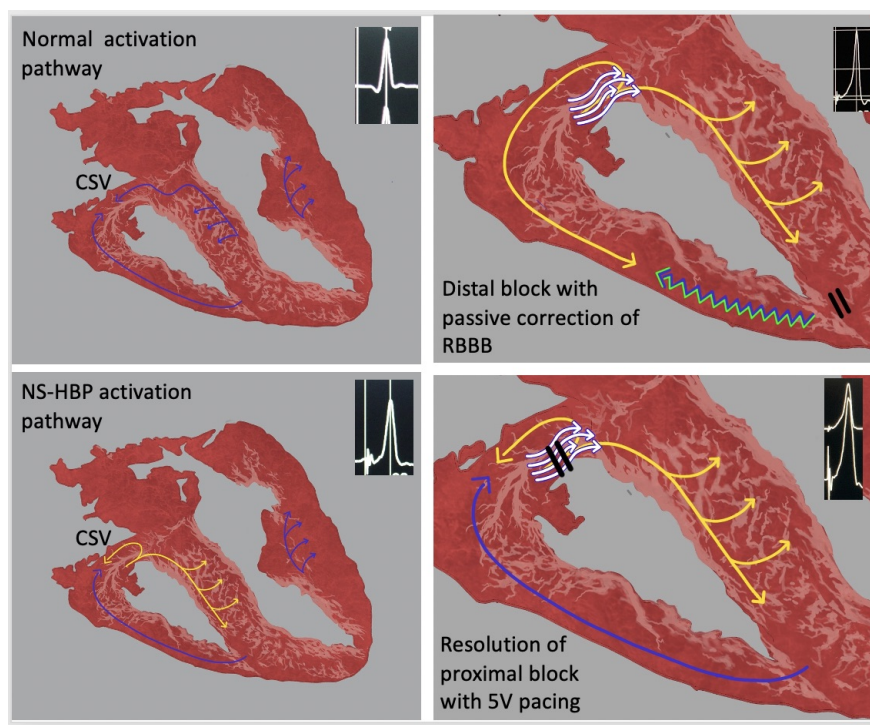 Normal activation
pathway
CSV
Distal block with
passive correction of
RBBB
NS-HBP activation
pathway
CSV
Resolution of
proximal block
with 5V pacing